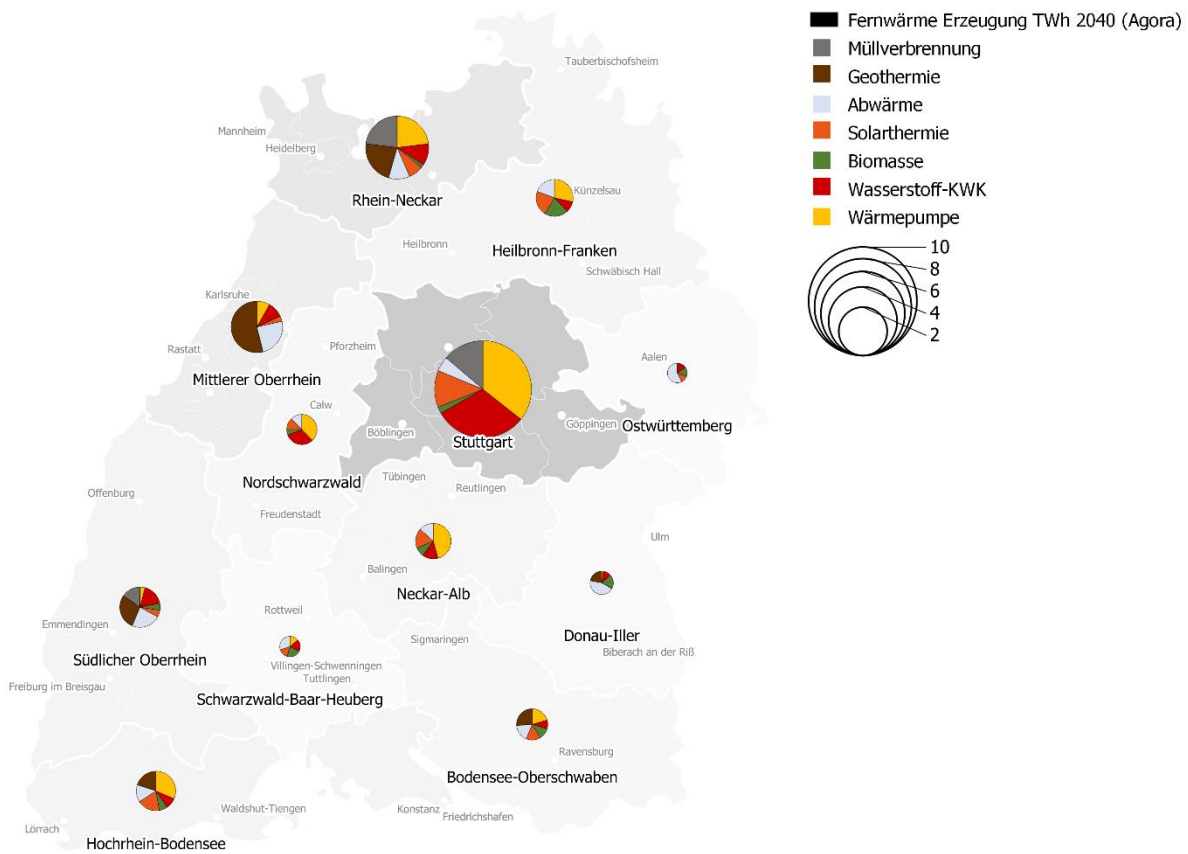 Fernwärme Erzeugung TWh 2040 (Agora)
Müllverbrennung
Geothermie
Abwärme
Solarthermie
Biomasse
Wasserstoff-KWK
Wärmepumpe
10
8
6
4
2
Tauberbischofsheim
Mannheim
Heidelberg
Rhein-Neckar
Künzelsau
Heilbronn
Heilbronn-Franken
Schwäbisch Hall
Karlsruhe
Rastatt
Pforzheim
Mittlerer Oberrhein
Aalen
Calw
Böblingen
Stuttgart
Göppingen
Ostwürttemberg
Nordschwarzwald
Tübingen
Reutlingen
Offenburg
Freudenstadt
Ulm
Balingen
Neckar-Alb
Rottweil
Emmendingen
Sigmaringen
Donau-Iller
Biberach an der Riß
Südlicher Oberrhein
Villingen-Schwenningen
Tuttlingen
Freiburg im Breisgau
Schwarzwald-Baar-Heuberg
Ravensburg
Bodensee-Oberschwaben
Waldshut-Tiengen
Konstanz
Friedrichshafen
Lörrach
Hochrhein-Bodensee